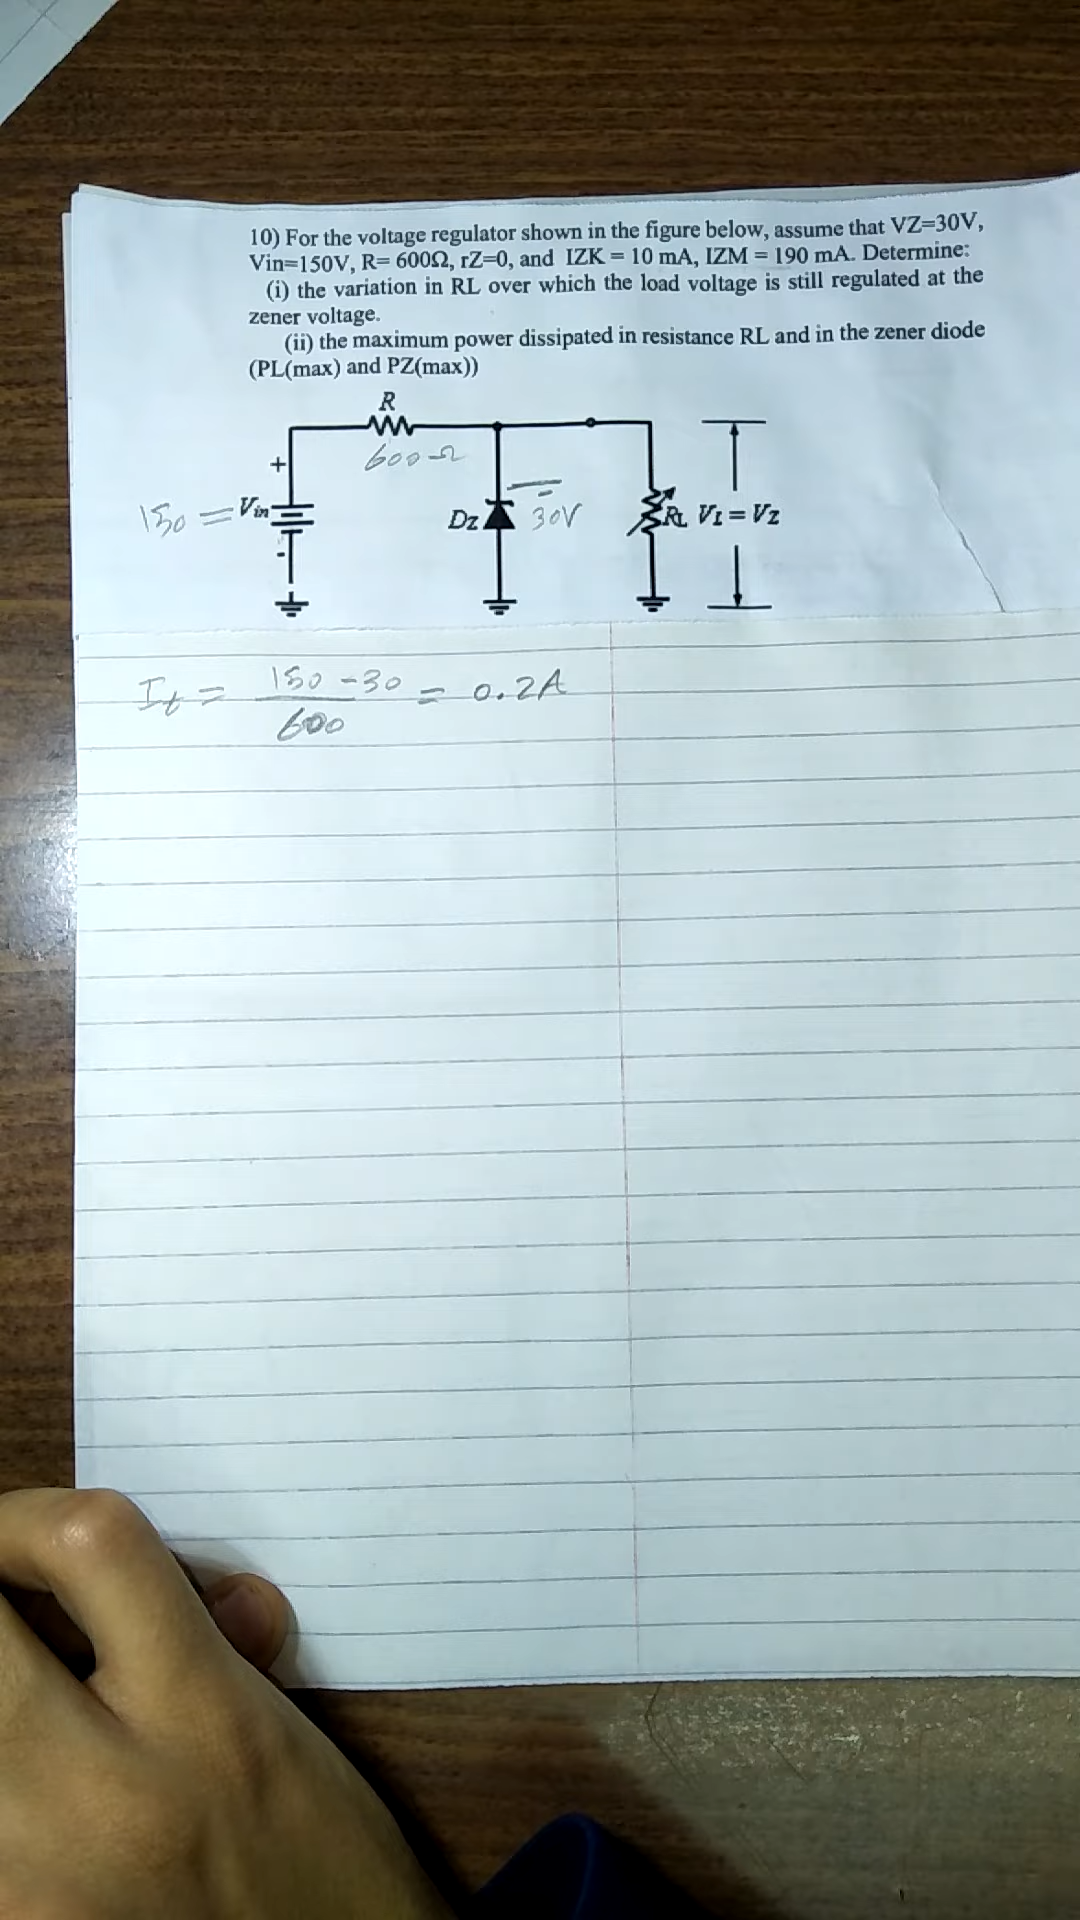 10) For the voltage regulator shown in the figure below, assume that VZ=30V,
Vin=150V, R= 600Ω, rZ=0, and IZK = 10 mA, IZM = 190 mA. Determine:
(i) the variation in RL over which the load voltage is still regulated at the
zener voltage.
(ii) the maximum power dissipated in resistance RL and in the zener diode
(PL(max) and PZ(max))
R
600Ω
+
150 = Vin
-
DZ
30V
RL VL = VZ
It = 150 - 30 = 0.2A
600